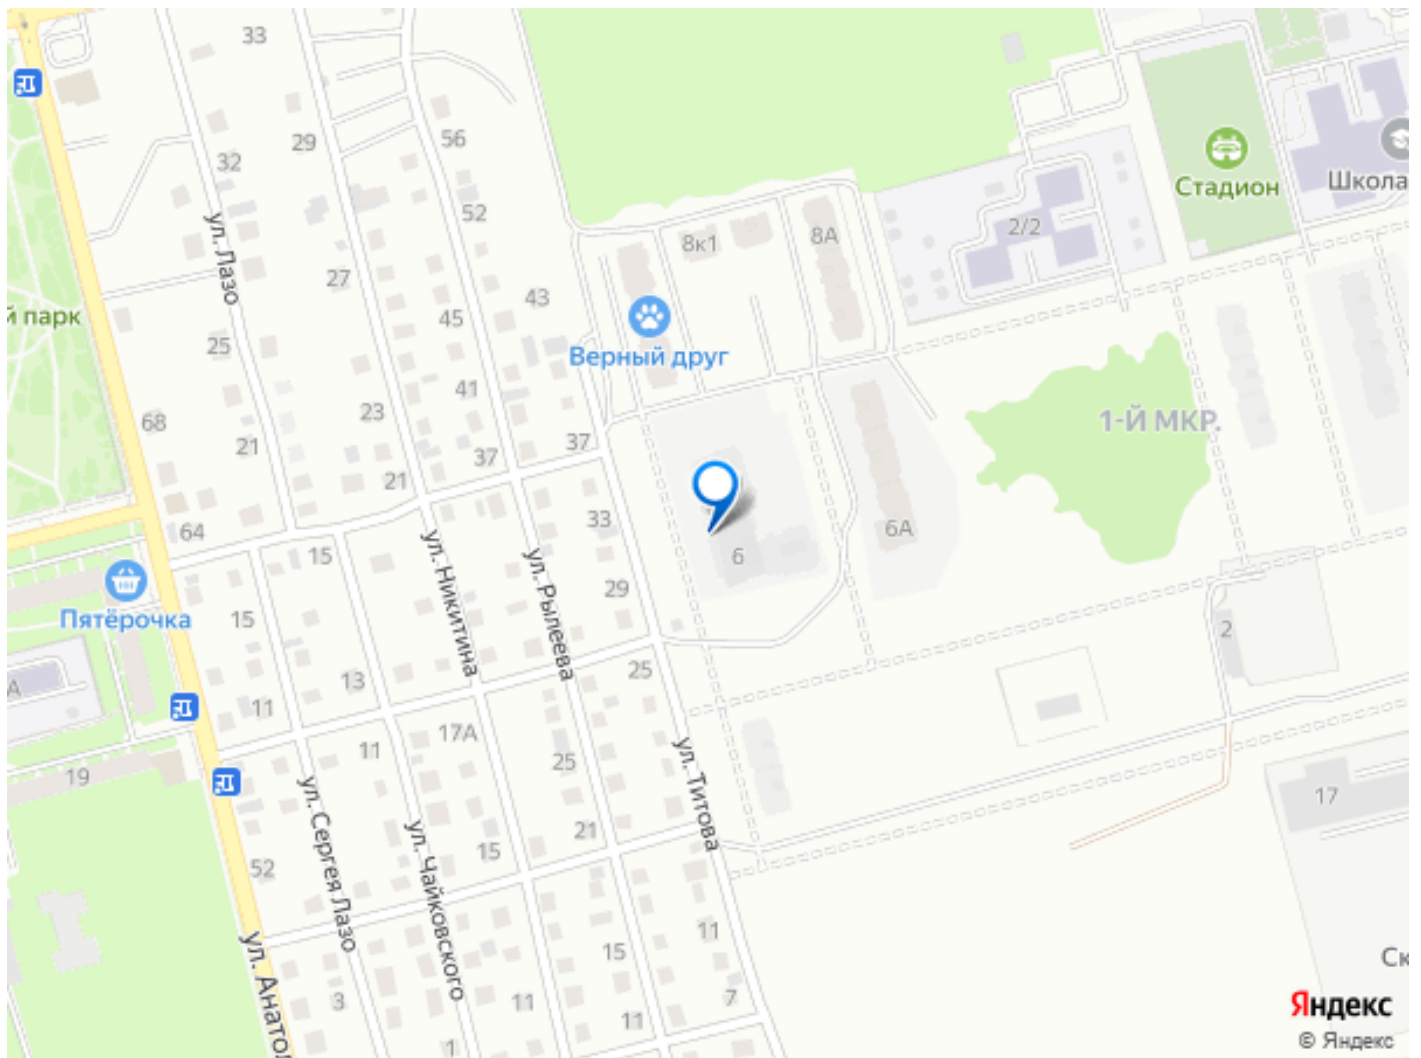 33
29
56
32
52
ул. Лазо
27
43
45
й парк
25
41
23
68
21
37
37
21
64
15
33
ул. Никитина
ул. Рылеева
29
Пятёрочка
15
13
25
А
11
17А
11
19
25
ул. Титова
ул. Сергея Лазо
ул. Чайковского
21
15
52
11
15
ул. Анатол
3
11
7
11
1
8к1
8А
Верный друг
2/2
Стадион
Школа
1-Й МКР.
6
6А
2
17
Ск
Яндекс
© Яндекс